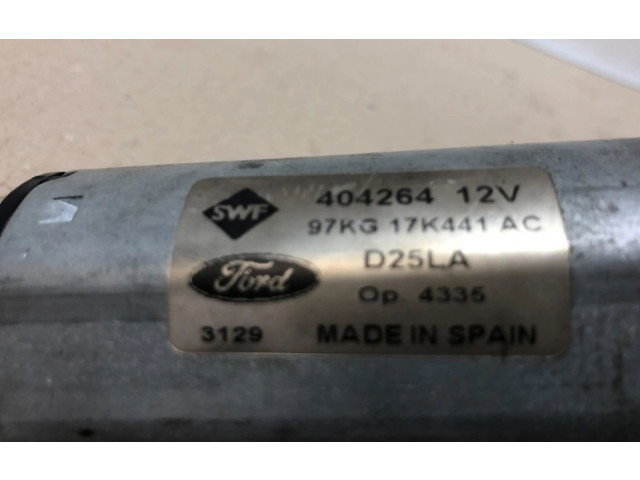 SWF 404264 12V
97KG 17K441 AC
Ford D25LA
Op. 4335
3129 MADE IN SPAIN